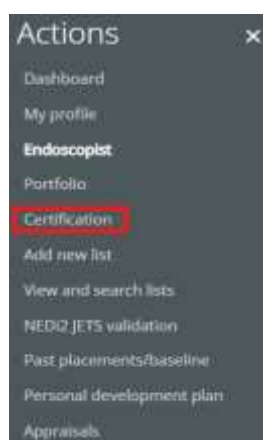 Actions ×
Dashboard
My profile
Endoscopist
Portfolio
Certification
Add new list
View and search lists
NEDi2 JETS validation
Past placements/baseline
Personal development plan
Appraisals